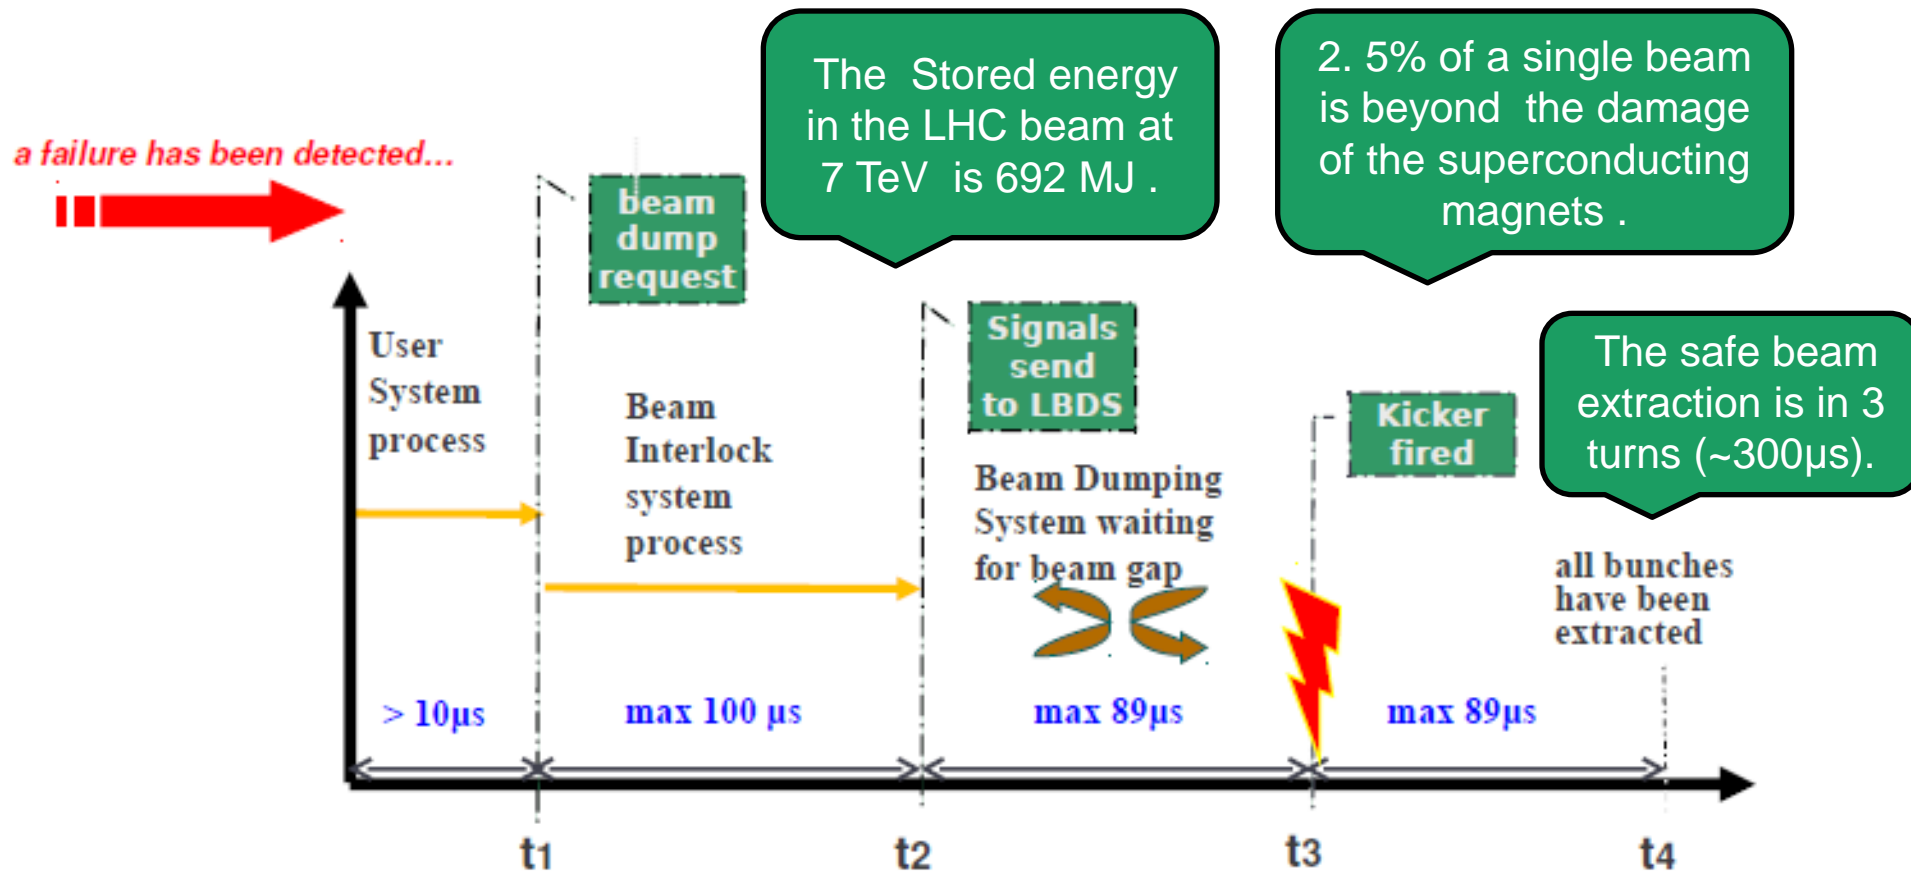 The Stored energy
in the LHC beam at
7 TeV is 692 MJ .
2. 5% of a single beam
is beyond the damage
of the superconducting
magnets .
a failure has been detected...
beam
dump
request
Signals
send
to LBDS
The safe beam
extraction is in 3
turns (~300µs).
User
System
process
Beam
Interlock
system
process
Kicker
fired
Beam Dumping
System waiting
for beam gap
all bunches
have been
extracted
> 10µs
max 100 µs
max 89µs
max 89µs
t1
t2
t3
t4